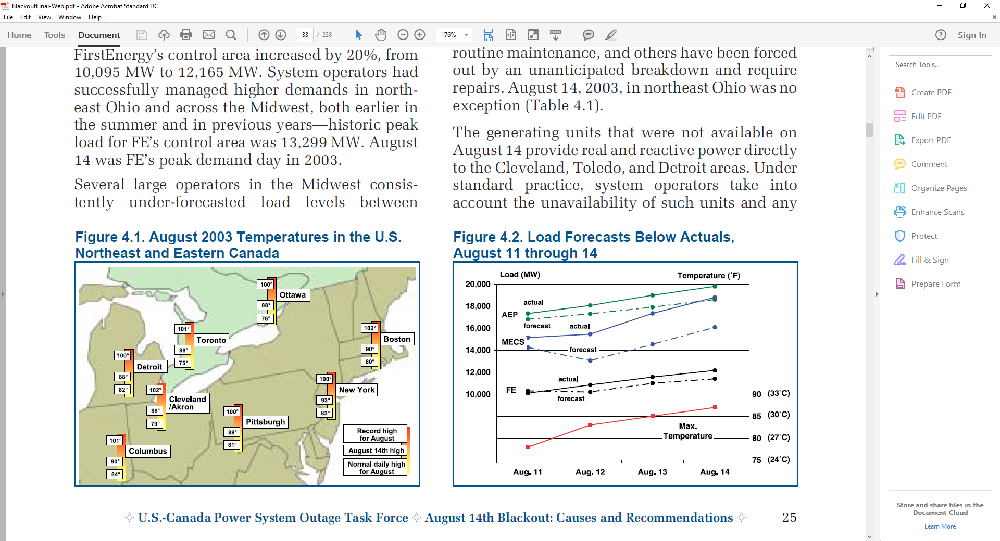 BlackoutFinal-Web.pdf - Adobe Acrobat Standard DC
File Edit View Window Help
Home Tools Document 33 / 238 176% Sign In
FirstEnergy's control area increased by 20%, from
10,095 MW to 12,165 MW. System operators had
successfully managed higher demands in north-
east Ohio and across the Midwest, both earlier in
the summer and in previous years—historic peak
load for FE's control area was 13,299 MW. August
14 was FE's peak demand day in 2003.
Several large operators in the Midwest consis-
tently under-forecasted load levels between
routine maintenance, and others have been forced
out by an unanticipated breakdown and require
repairs. August 14, 2003, in northeast Ohio was no
exception (Table 4.1).
The generating units that were not available on
August 14 provide real and reactive power directly
to the Cleveland, Toledo, and Detroit areas. Under
standard practice, system operators take into
account the unavailability of such units and any
Figure 4.1. August 2003 Temperatures in the U.S.
Northeast and Eastern Canada
100°
Ottawa
88°
76°
101°
Toronto
88°
75°
102°
Boston
90°
80°
100°
Detroit
88°
82°
102°
Cleveland
/Akron
88°
79°
100°
New York
93°
83°
100°
Pittsburgh
88°
81°
101°
Columbus
90°
84°
Record high
for August
August 14th high
Normal daily high
for August
Figure 4.2. Load Forecasts Below Actuals,
August 11 through 14
Load (MW)
Temperature (°F)
20,000
18,000
16,000
14,000
12,000
10,000
actual
AEP
forecast
actual
MECS
forecast
actual
FE
forecast
Max.
Temperature
90 (33°C)
85 (30°C)
80 (27°C)
75 (24°C)
Aug. 11 Aug. 12 Aug. 13 Aug. 14
✧ U.S.-Canada Power System Outage Task Force ✧ August 14th Blackout: Causes and Recommendations ✧ 25
Search Tools...
Create PDF
Edit PDF
Export PDF
Comment
Organize Pages
Enhance Scans
Protect
Fill & Sign
Prepare Form
Store and share files in the
Document Cloud
Learn More